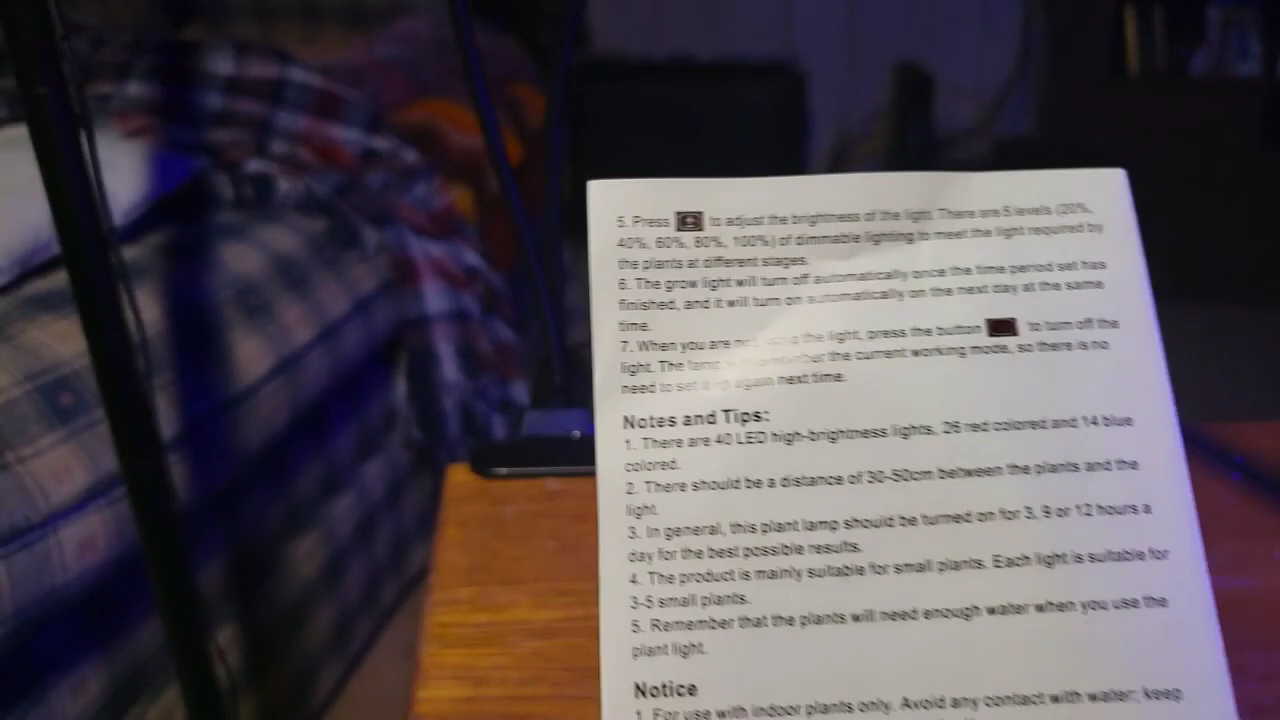 5. Press to adjust the brightness of the light. There are 5 levels (20%,
40%, 60%, 80%, 100%) of dimmable lighting to meet the light required by
the plants at different stages.
6. The grow light will turn off automatically once the time period set has
finished, and it will turn on automatically on the next day at the same
time.
7. When you are not using the light, press the button to turn off the
light. The lamp remember the current working mode, so there is no
need to set it up again next time.
Notes and Tips:
1. There are 40 LED high-brightness lights, 26 red colored and 14 blue
colored.
2. There should be a distance of 30-50cm between the plants and the
light.
3. In general, this plant lamp should be turned on for 3, 9 or 12 hours a
day for the best possible results.
4. The product is mainly suitable for small plants. Each light is suitable for
3-5 small plants.
5. Remember that the plants will need enough water when you use the
plant light.
Notice
1. For use with indoor plants only. Avoid any contact with water; keep